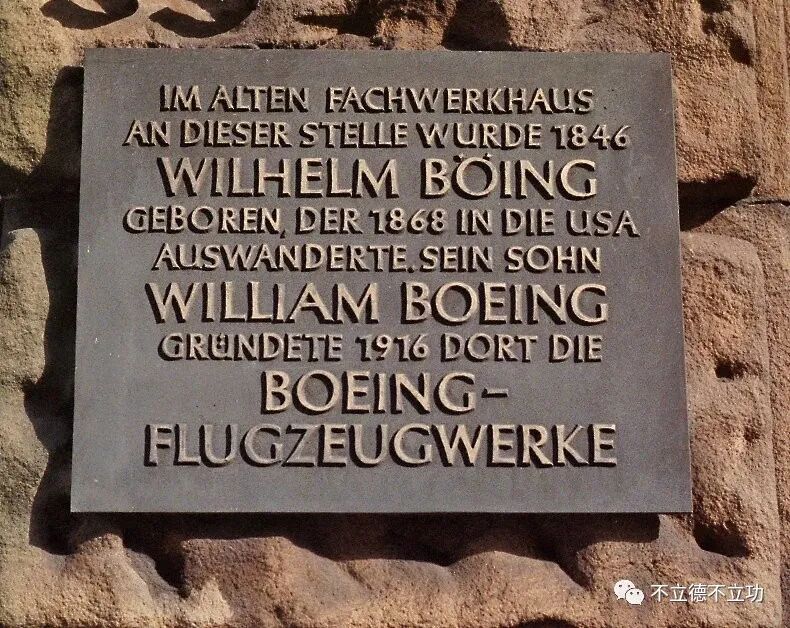 IM ALTEN FACHWERKHAUS
AN DIESER STELLE WURDE 1846
WILHELM BÖING
GEBOREN, DER 1868 IN DIE USA
AUSWANDERTE. SEIN SOHN
WILLIAM BOEING
GRÜNDETE 1916 DORT DIE
BOEING-
FLUGZEUGWERKE
不立德不立功